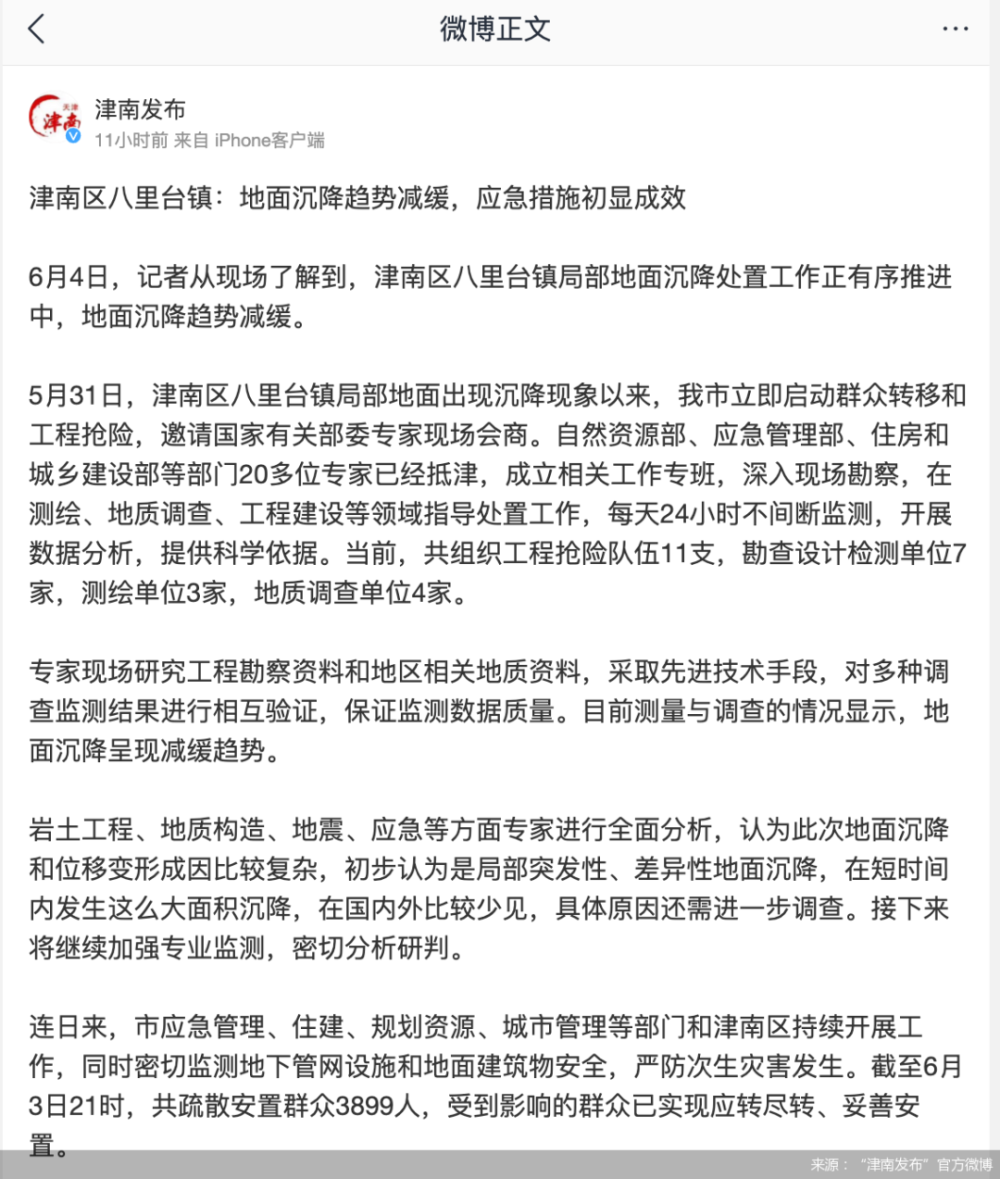 微博正文
天津
津南
津南发布
11小时前 来自 iPhone客户端
津南区八里台镇：地面沉降趋势减缓，应急措施初显成效
6月4日，记者从现场了解到，津南区八里台镇局部地面沉降处置工作正有序推进
中，地面沉降趋势减缓。
5月31日，津南区八里台镇局部地面出现沉降现象以来，我市立即启动群众转移和
工程抢险，邀请国家有关部委专家现场会商。自然资源部、应急管理部、住房和
城乡建设部等部门20多位专家已经抵津，成立相关工作专班，深入现场勘察，在
测绘、地质调查、工程建设等领域指导处置工作，每天24小时不间断监测，开展
数据分析，提供科学依据。当前，共组织工程抢险队伍11支，勘查设计检测单位7
家，测绘单位3家，地质调查单位4家。
专家现场研究工程勘察资料和地区相关地质资料，采取先进技术手段，对多种调
查监测结果进行相互验证，保证监测数据质量。目前测量与调查的情况显示，地
面沉降呈现减缓趋势。
岩土工程、地质构造、地震、应急等方面专家进行全面分析，认为此次地面沉降
和位移变形成因比较复杂，初步认为是局部突发性、差异性地面沉降，在短时间
内发生这么大面积沉降，在国内外比较少见，具体原因还需进一步调查。接下来
将继续加强专业监测，密切分析研判。
连日来，市应急管理、住建、规划资源、城市管理等部门和津南区持续开展工
作，同时密切监测地下管网设施和地面建筑物安全，严防次生灾害发生。截至6月
3日21时，共疏散安置群众3899人，受到影响的群众已实现应转尽转、妥善安
置。
来源：“津南发布”官方微博